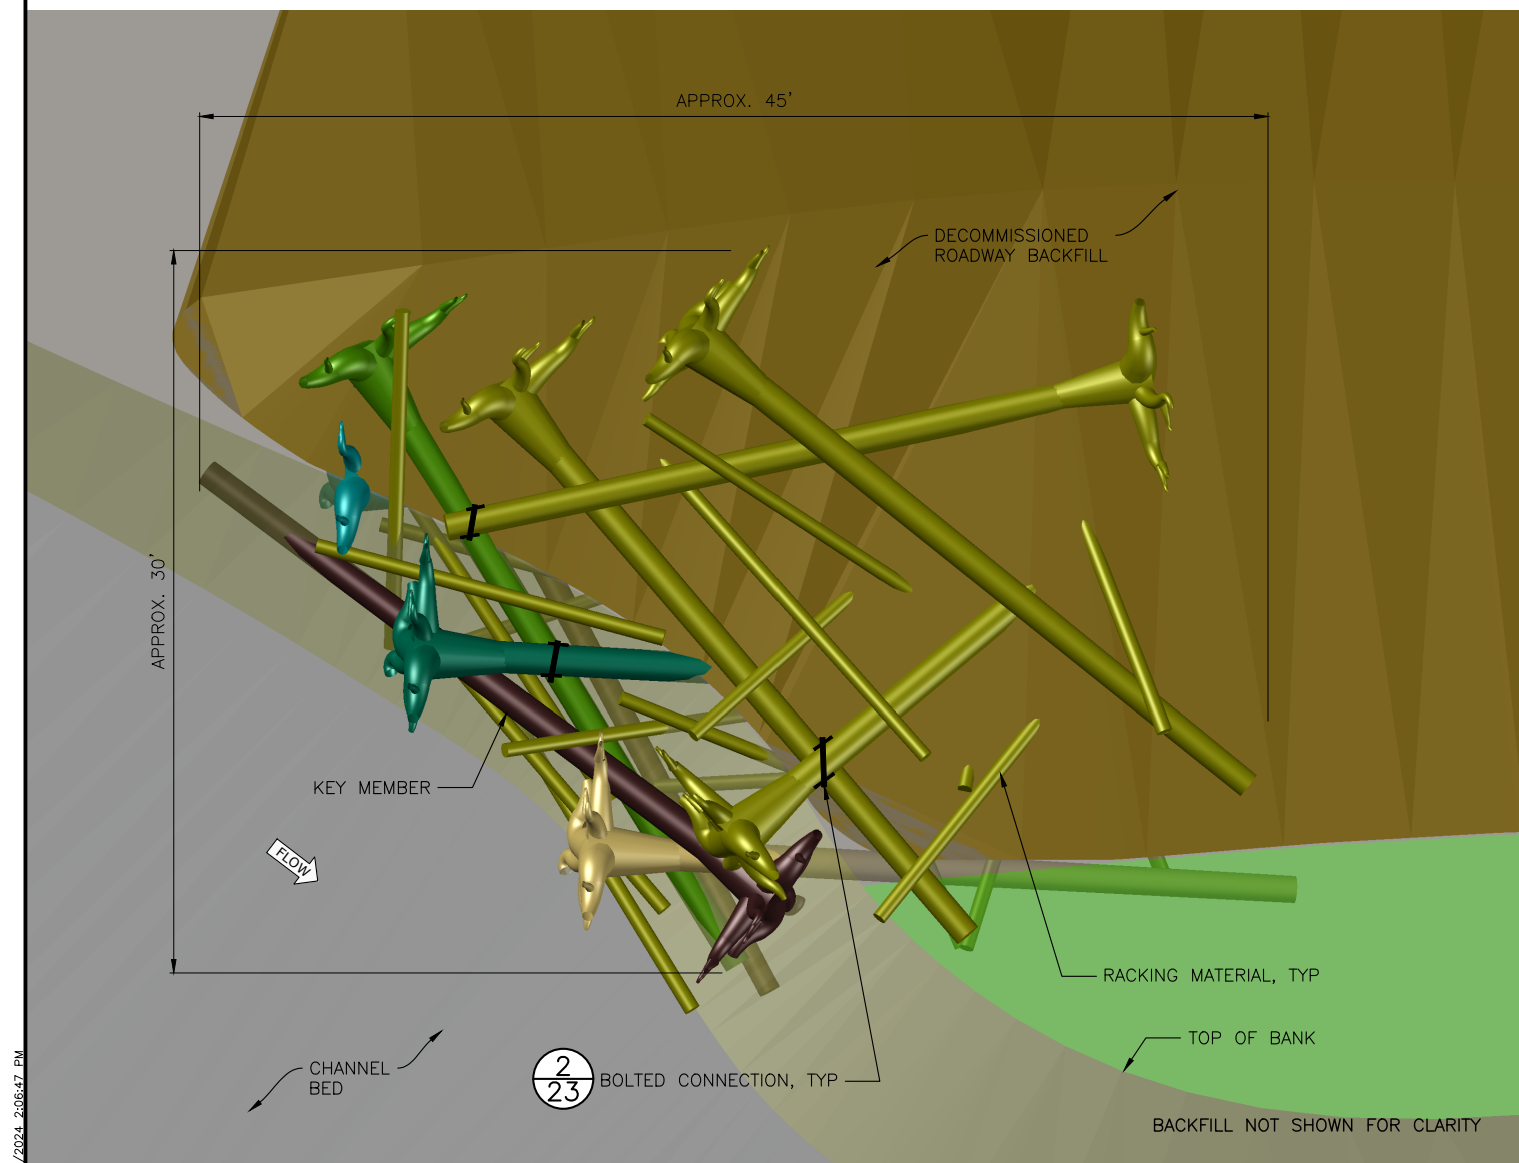 APPROX. 45'
DECOMMISSIONED
ROADWAY BACKFILL
APPROX. 30'
KEY MEMBER
FLOW
RACKING MATERIAL, TYP
TOP OF BANK
CHANNEL
BED
2
23
BOLTED CONNECTION, TYP
BACKFILL NOT SHOWN FOR CLARITY
/2024 2:06:47 PM